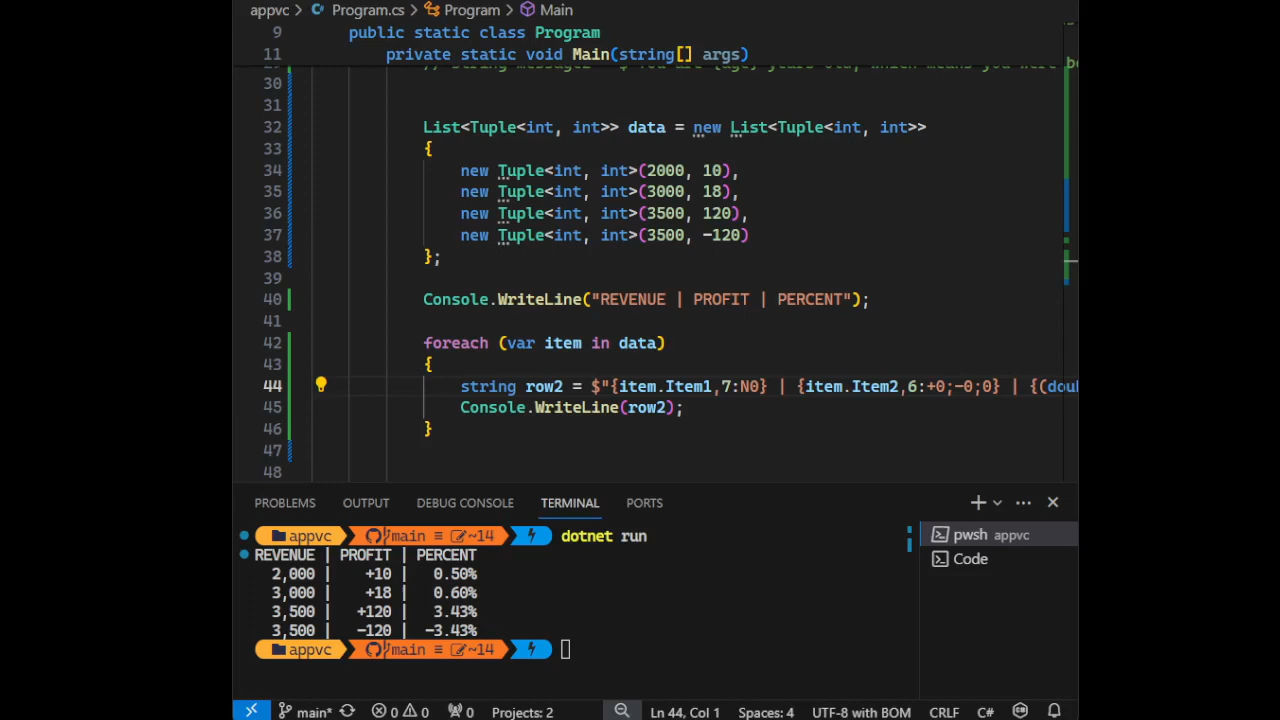 appvc > Program.cs > Program > Main
9 public static class Program
11 private static void Main(string[] args)
30
31
32 List<Tuple<int, int>> data = new List<Tuple<int, int>>
33 {
34 new Tuple<int, int>(2000, 10),
35 new Tuple<int, int>(3000, 18),
36 new Tuple<int, int>(3500, 120),
37 new Tuple<int, int>(3500, -120)
38 };
39
40 Console.WriteLine("REVENUE | PROFIT | PERCENT");
41
42 foreach (var item in data)
43 {
44 string row2 = $"{item.Item1,7:N0} | {item.Item2,6:+0;-0;0} | {(doul
45 Console.WriteLine(row2);
46 }
47
48
PROBLEMS OUTPUT DEBUG CONSOLE TERMINAL PORTS
appvc main ≡ ~14 dotnet run
REVENUE | PROFIT | PERCENT
2,000 | +10 | 0.50%
3,000 | +18 | 0.60%
3,500 | +120 | 3.43%
3,500 | -120 | -3.43%
appvc main ≡ ~14
pwsh appvc
Code
main* 0 0 0 Projects: 2 Ln 44, Col 1 Spaces: 4 UTF-8 with BOM CRLF C#